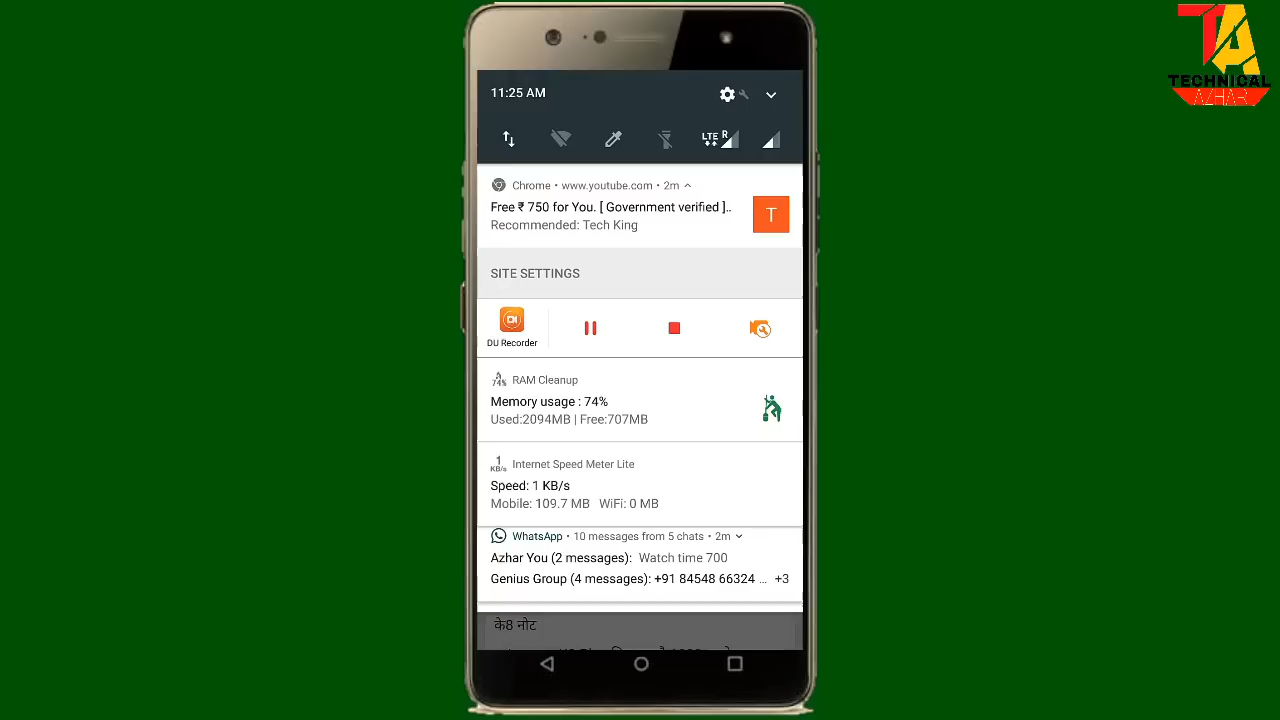 TA
TECHNICAL
AZHAR
11:25 AM
LTE R
Chrome • www.youtube.com • 2m
Free ₹ 750 for You. [ Government verified ]..
Recommended: Tech King
T
SITE SETTINGS
DU Recorder
74% RAM Cleanup
Memory usage : 74%
Used:2094MB | Free:707MB
1 KB/s Internet Speed Meter Lite
Speed: 1 KB/s
Mobile: 109.7 MB WiFi: 0 MB
WhatsApp • 10 messages from 5 chats • 2m
Azhar You (2 messages): Watch time 700
Genius Group (4 messages): +91 84548 66324 ... +3
के8 नोट